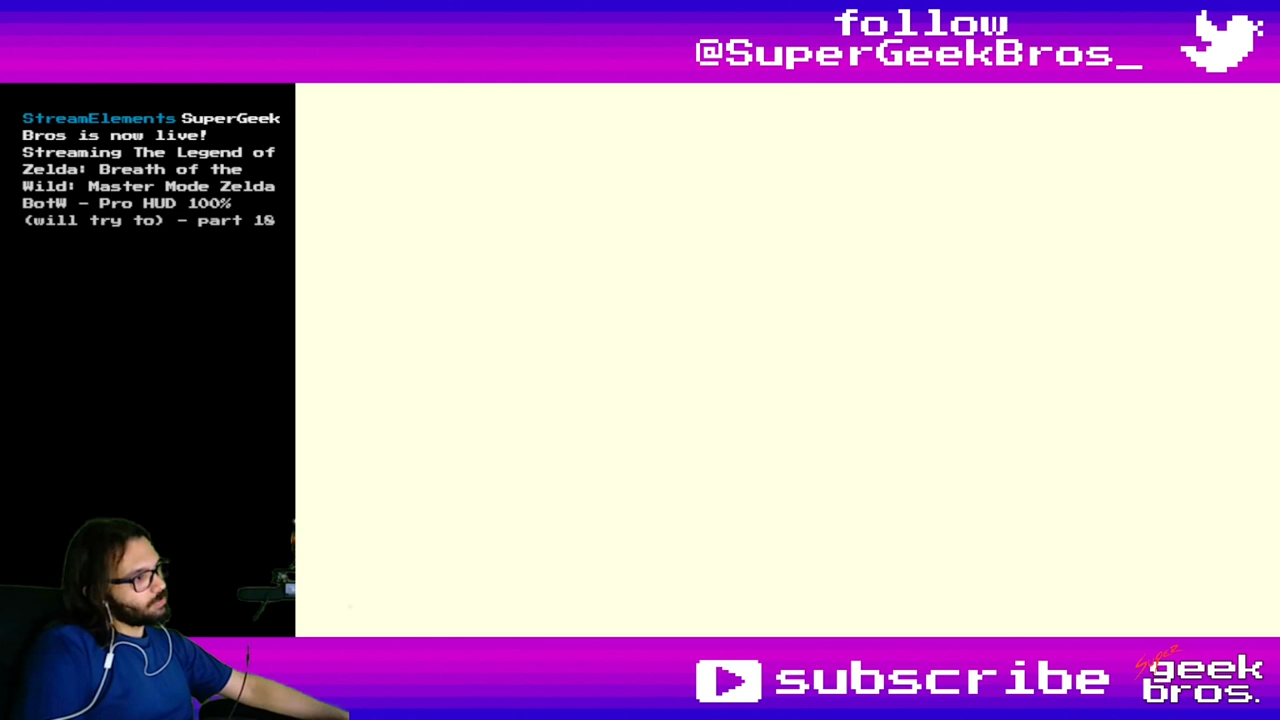 follow
@SuperGeekBros_
StreamElements SuperGeek
Bros is now live!
Streaming The Legend of
Zelda: Breath of the
Wild: Master Mode Zelda
BotW - Pro HUD 100%
(will try to) - part 18
subscribe
Super
geek
bros.